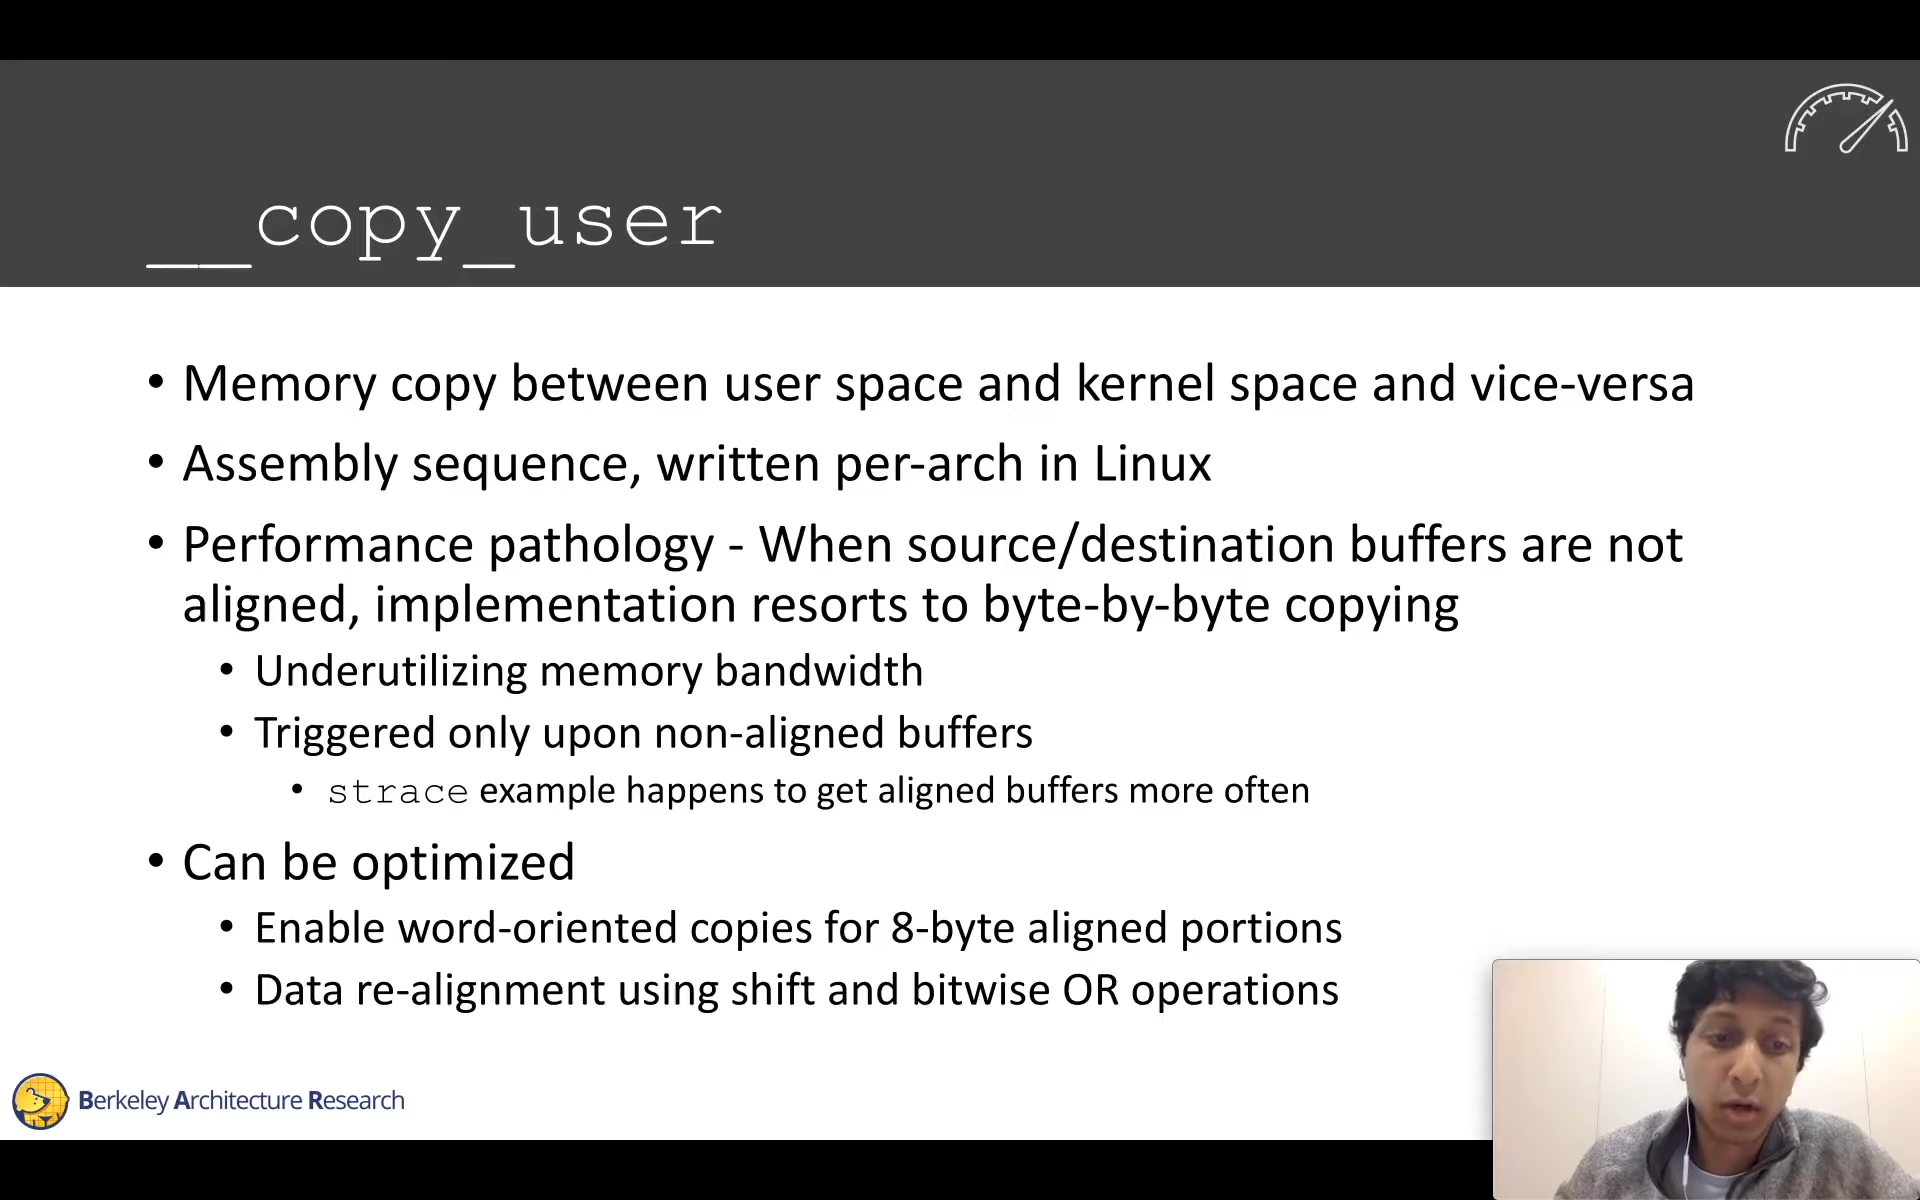 __copy_user
• Memory copy between user space and kernel space and vice-versa
• Assembly sequence, written per-arch in Linux
• Performance pathology - When source/destination buffers are not
aligned, implementation resorts to byte-by-byte copying
• Underutilizing memory bandwidth
• Triggered only upon non-aligned buffers
• strace example happens to get aligned buffers more often
• Can be optimized
• Enable word-oriented copies for 8-byte aligned portions
• Data re-alignment using shift and bitwise OR operations
Berkeley Architecture Research